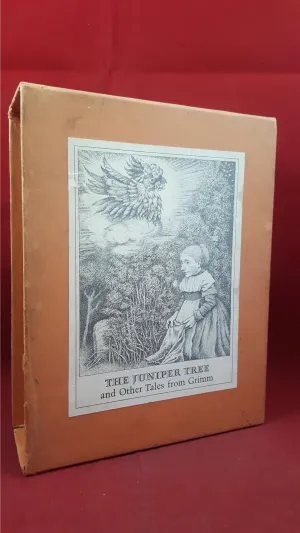 THE JUNIPER TREE
and Other Tales from Grimm